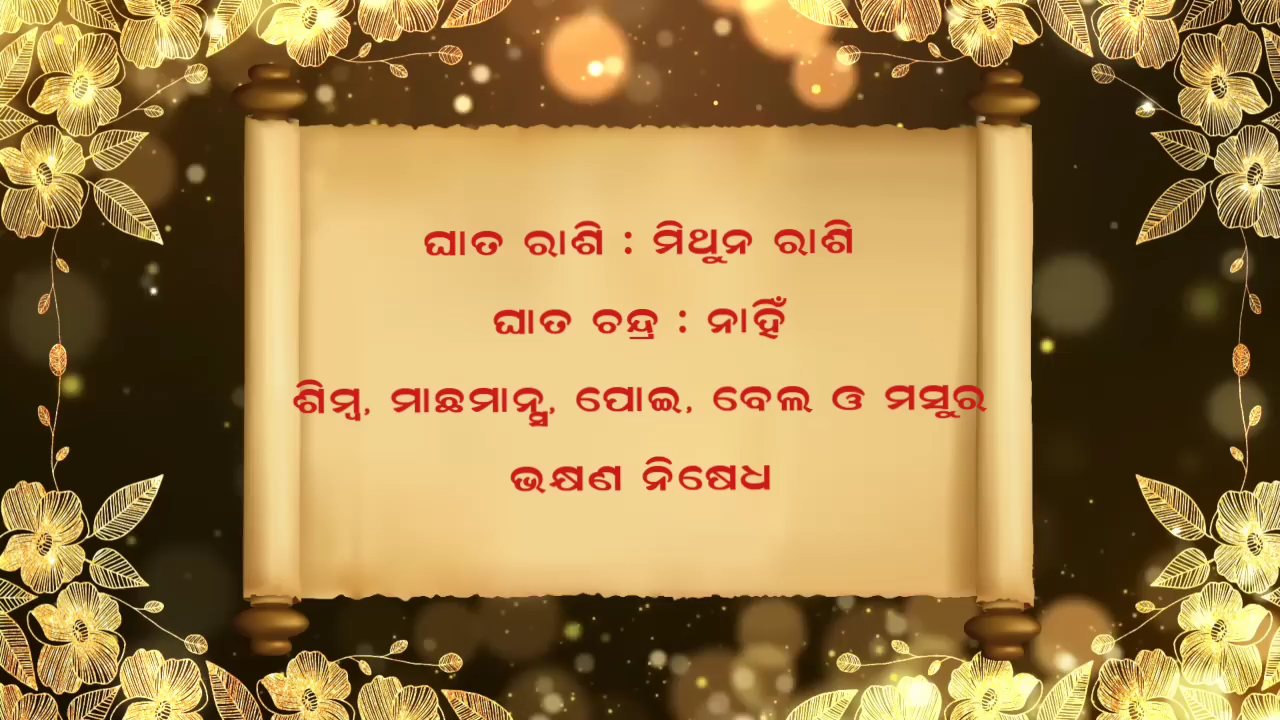 ଘାତ ରାଶି : ମିଥୁନ ରାଶି
ଘାତ ଚନ୍ଦ୍ର : ନାହିଁ
ଶିମ୍ବ, ମାଛମାନ୍ସ, ପୋଇ, ବେଲ ଓ ମସୁର
ଭକ୍ଷଣ ନିଷେଧ